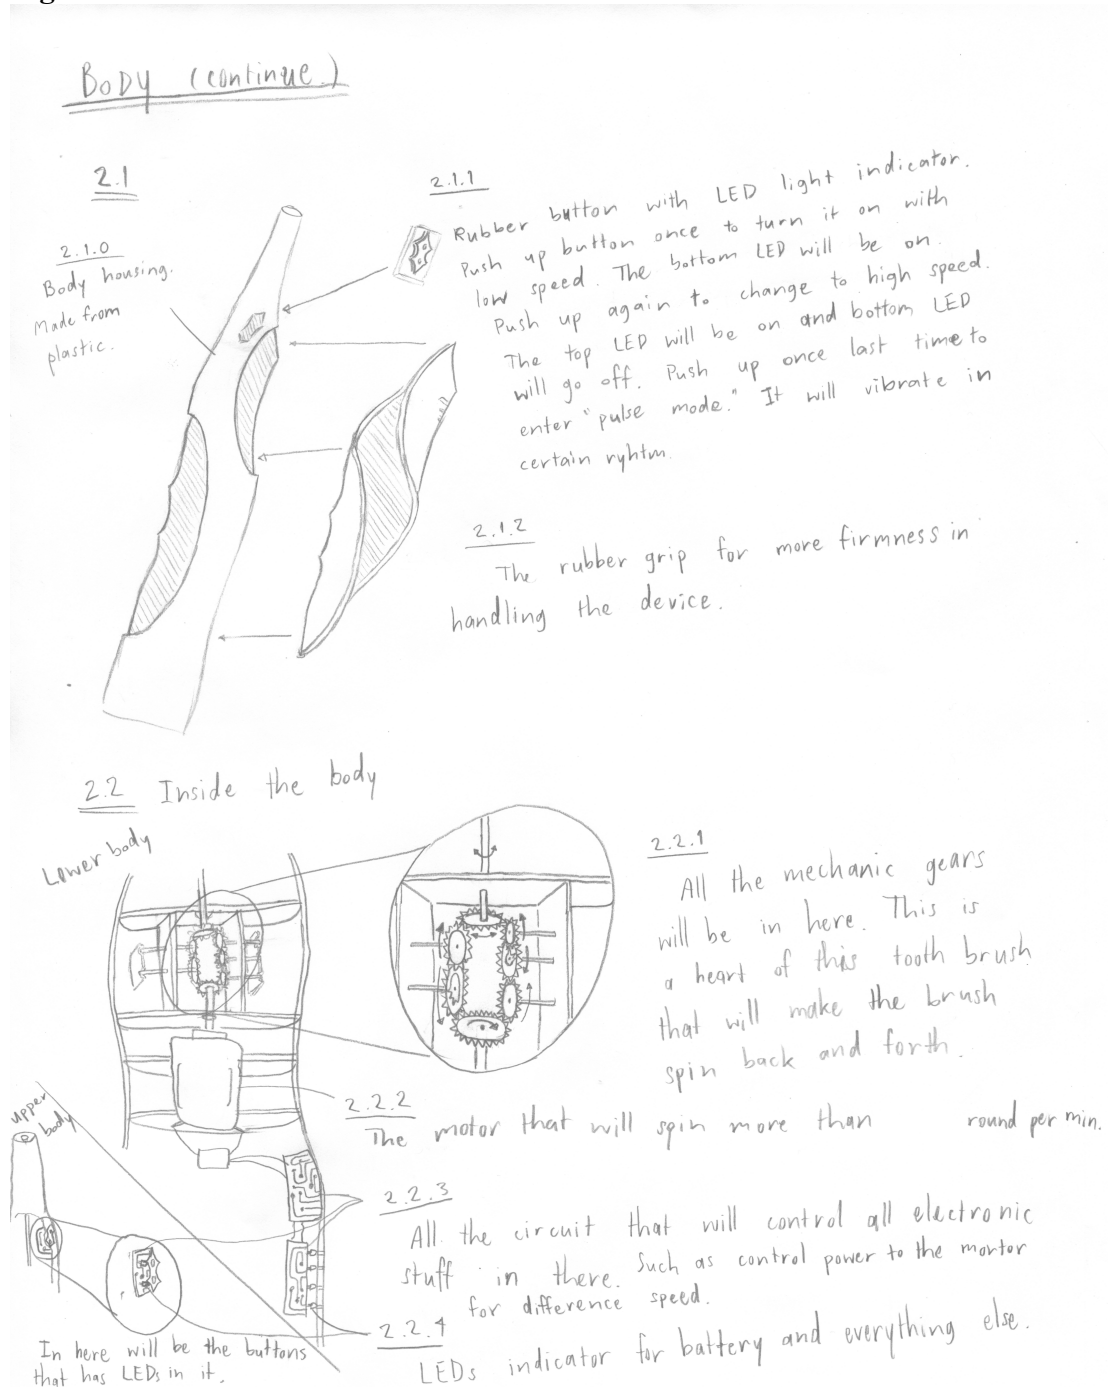 BODY (continue)
2.1
2.1.0
Body housing.
Made from
plastic.
2.1.1
Rubber button with LED light indicator.
Push up button once to turn it on with
low speed. The bottom LED will be on.
Push up again to change to high speed.
The top LED will be on and bottom LED
will go off. Push up once last time to
enter "pulse mode." It will vibrate in
certain ryhtm.
2.1.2
The rubber grip for more firmness in
handling the device.
2.2 Inside the body
Lower body
2.2.1
All the mechanic gears
will be in here. This is
a heart of this tooth brush
that will make the brush
spin back and forth.
2.2.2
The motor that will spin more than round per min.
upper
body
2.2.3
All the circuit that will control all electronic
stuff in there. Such as control power to the mortor
for difference speed.
2.2.4
LEDs indicator for battery and everything else.
In here will be the buttons
that has LEDs in it.